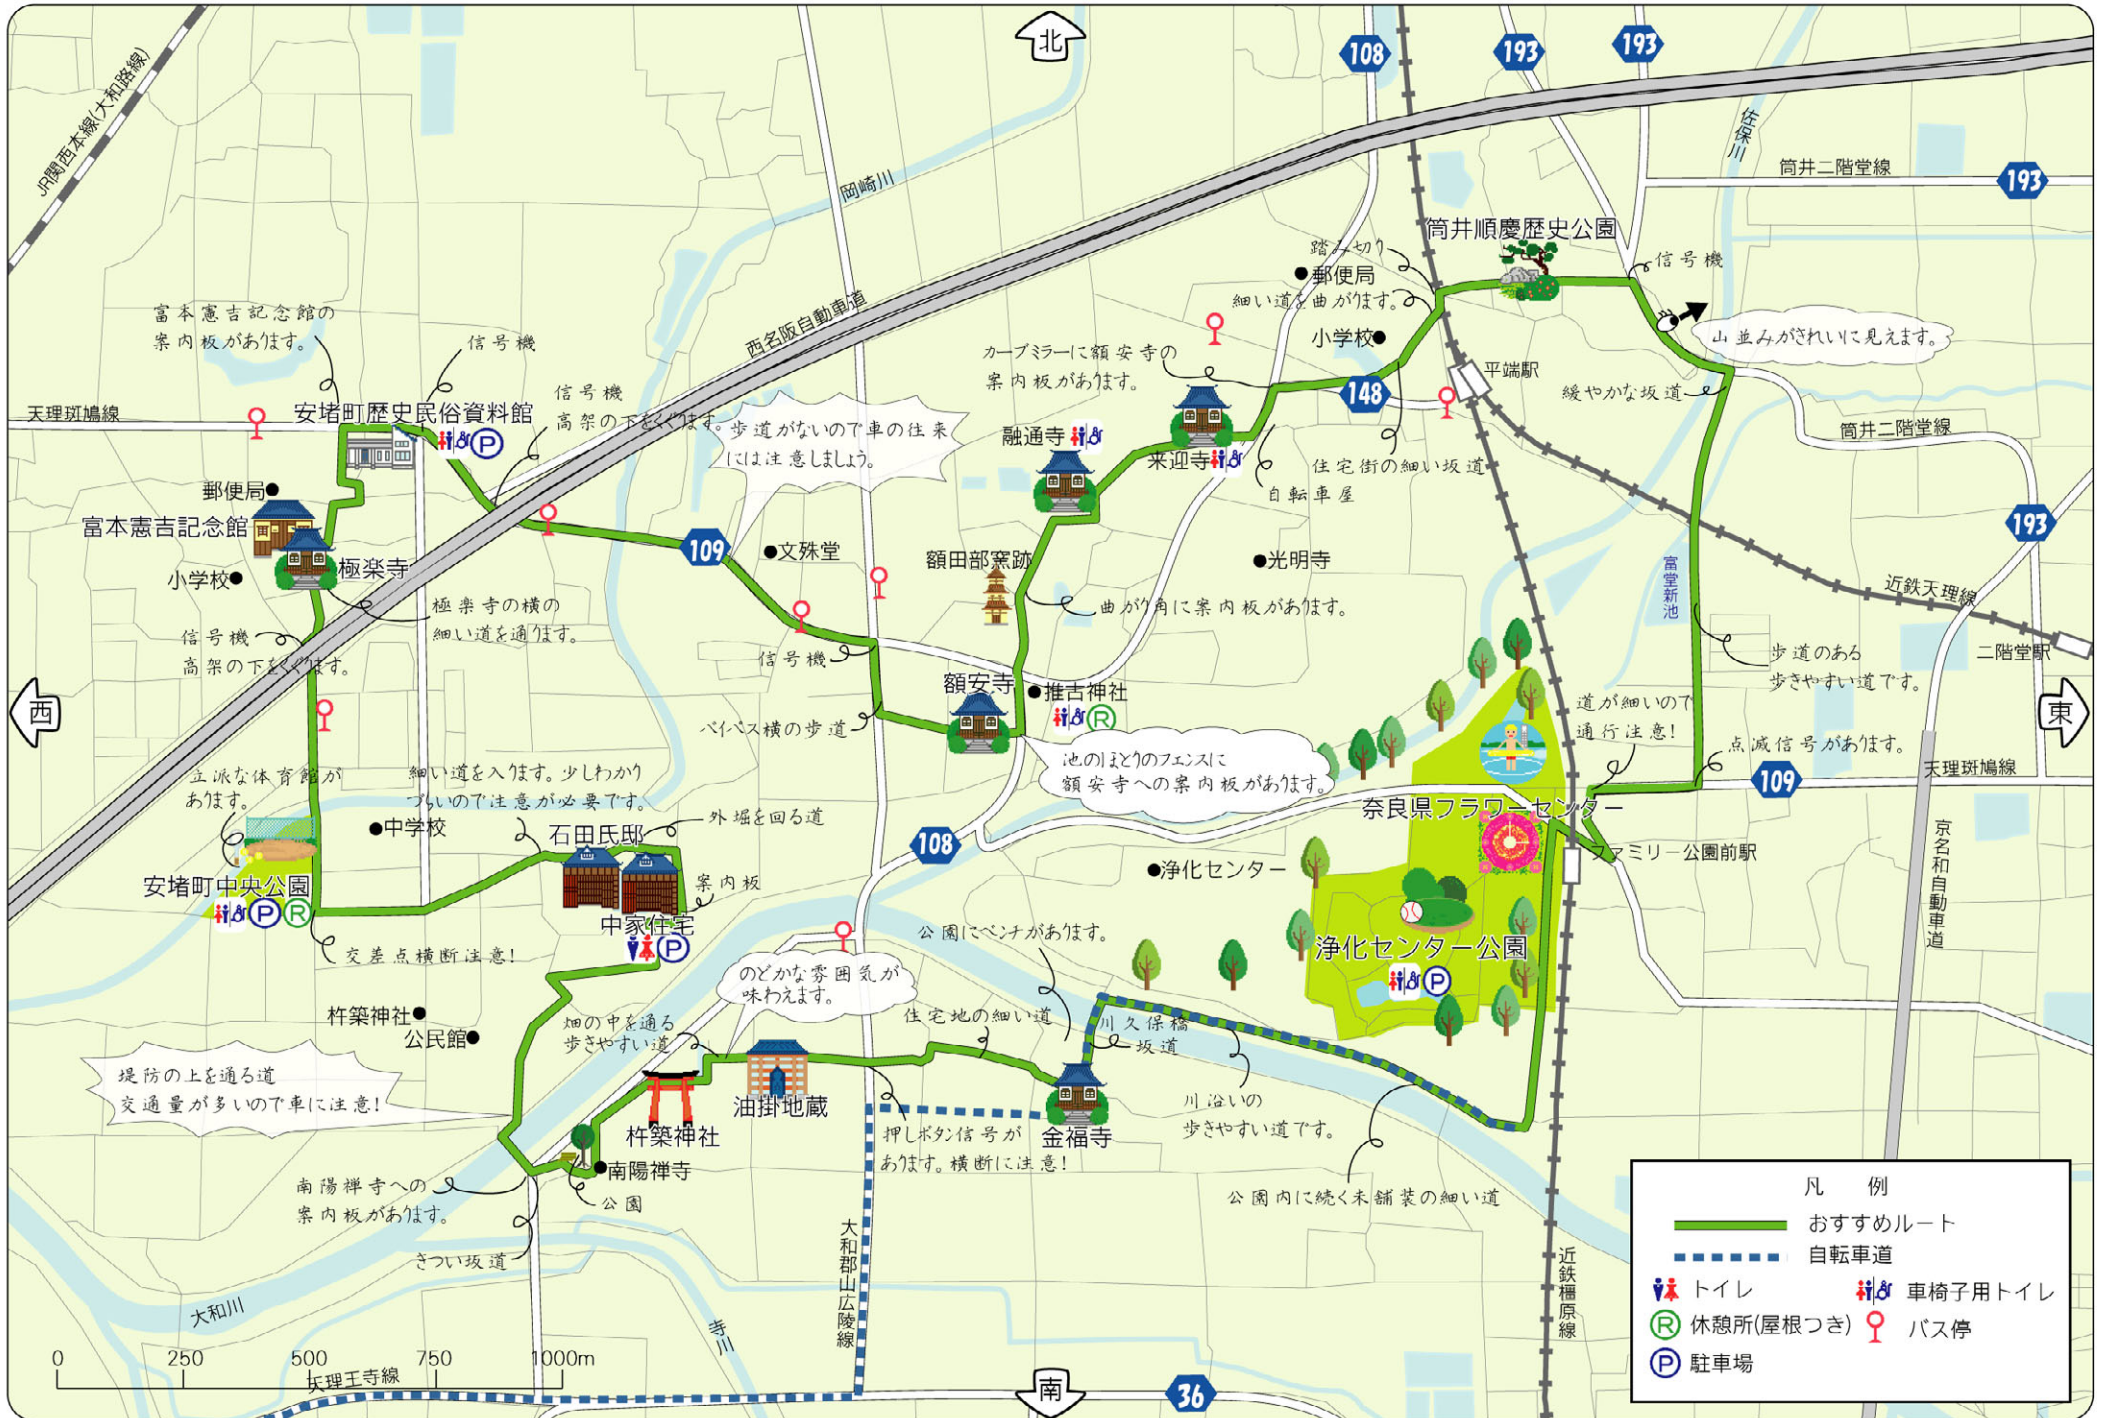 北
108
193
193
JR関西本線(大和路線)
佐保川
筒井二階堂線
193
岡崎川
筒井順慶歴史公園
踏み切り
郵便局
信号機
細い道を曲がります。
西名阪自動車道
富本憲吉記念館の
案内板があります。
信号機
小学校
山並みがきれいに見えます。
カーブミラーに額安寺の
案内板があります。
平端駅
148
緩やかな坂道
信号機
高架の下をくぐります。
天理斑鳩線
安堵町歴史民俗資料館
P
歩道がないので車の往来
には注意しましょう。
融通寺
来迎寺
住宅街の細い坂道
筒井二階堂線
自転車屋
郵便局
富本憲吉記念館
193
109
文殊堂
額田部窯跡
光明寺
富堂新池
近鉄天理線
極楽寺
小学校
極楽寺の横の
細い道を通ります。
曲がり角に案内板があります。
信号機
高架の下をくぐります。
信号機
二階堂駅
歩道のある
歩きやすい道です。
額安寺
推古神社
R
西
東
バイパス横の歩道
道が細いので
通行注意!
点滅信号があります。
池のほとりのフェンスに
額安寺への案内板があります。
立派な体育館が
あります。
細い道を入ります。少しわかり
づらいので注意が必要です。
天理斑鳩線
109
奈良県フラワーセンター
中学校
石田氏邸
外堀を回る道
108
京名和自動車道
ファミリー公園前駅
浄化センター
安堵町中央公園
P
R
案内板
中家住宅
P
交差点横断注意!
公園にベンチがあります。
浄化センター公園
P
のどかな雰囲気が
味わえます。
杵築神社
公民館
畑の中を通る
歩きやすい道
住宅地の細い道
川久保橋
坂道
堤防の上を通る道
交通量が多いので車に注意!
油掛地蔵
杵築神社
川沿いの
歩きやすい道です。
押しボタン信号が
あります。横断に注意!
金福寺
南陽禅寺
公園
南陽禅寺への
案内板があります。
公園内に続く未舗装の細い道
きつい坂道
大和郡山広陵線
近鉄橿原線
大和川
寺川
0 250 500 750 1000m
天理王寺線
南
36
凡 例
おすすめルート
自転車道
トイレ
車椅子用トイレ
R 休憩所(屋根つき)
バス停
P 駐車場